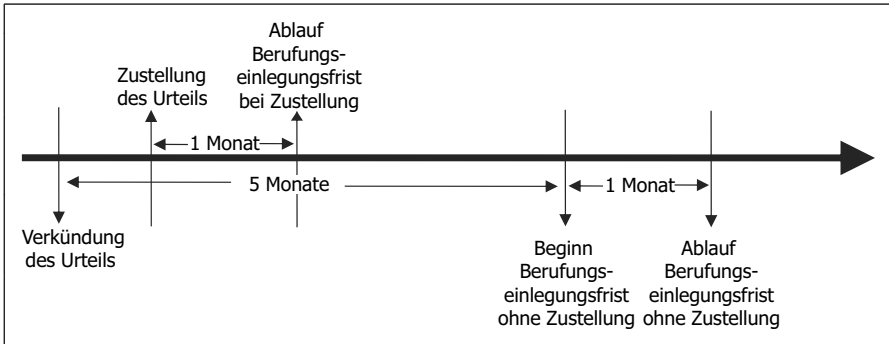 Ablauf
Berufungs-
einlegungsfrist
bei Zustellung
Zustellung
des Urteils
1 Monat
5 Monate
1 Monat
Verkündung
des Urteils
Beginn
Berufungs-
einlegungsfrist
ohne Zustellung
Ablauf
Berufungs-
einlegungsfrist
ohne Zustellung